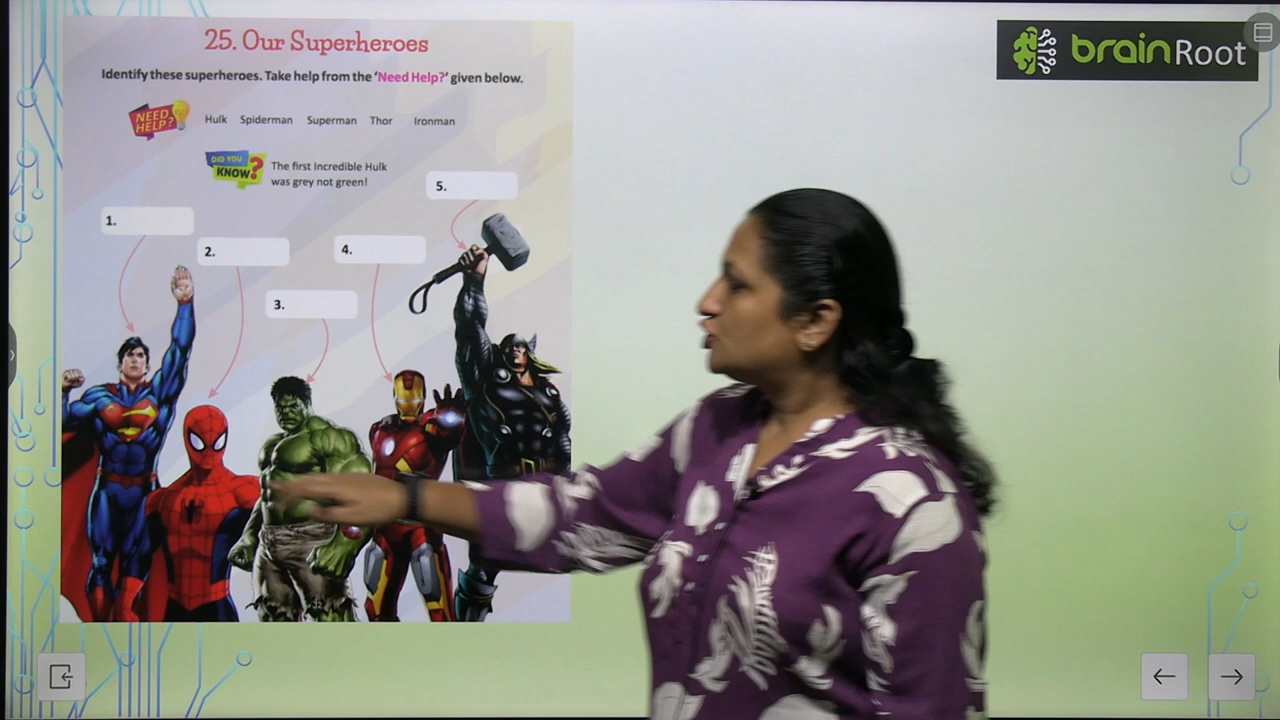 25. Our Superheroes
brainRoot
Identify these superheroes. Take help from the 'Need Help?' given below.
NEED HELP?
Hulk Spiderman Superman Thor Ironman
DID YOU KNOW?
The first Incredible Hulk
was grey not green!
5.
1.
2.
4.
3.
32